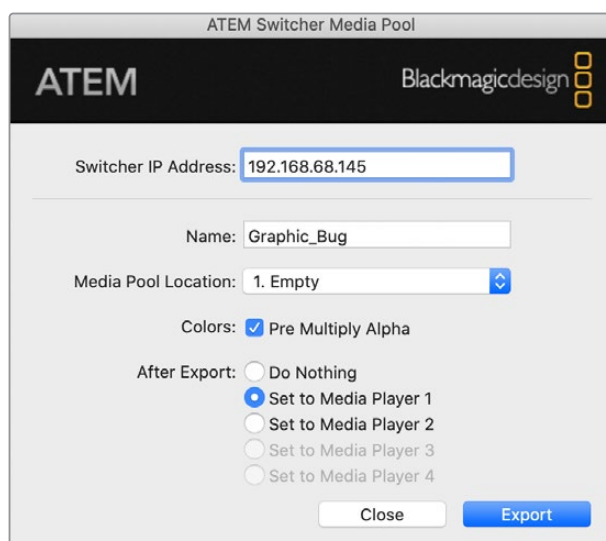 ATEM Switcher Media Pool
ATEM
Blackmagicdesign
Switcher IP Address: 192.168.68.145
Name: Graphic_Bug
Media Pool Location: 1. Empty
Colors: Pre Multiply Alpha
After Export: Do Nothing
Set to Media Player 1
Set to Media Player 2
Set to Media Player 3
Set to Media Player 4
Close Export